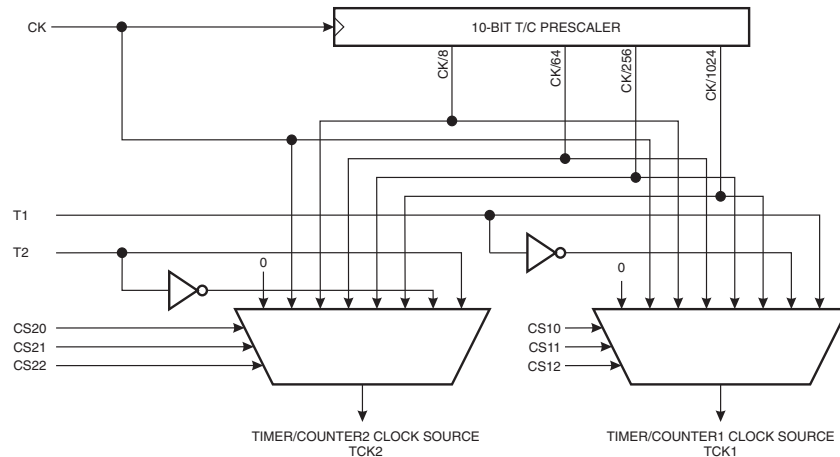 CK
10-BIT T/C PRESCALER
CK/8
CK/64
CK/256
CK/1024
T1
T2
0
0
CS20
CS21
CS22
CS10
CS11
CS12
TIMER/COUNTER2 CLOCK SOURCE
TCK2
TIMER/COUNTER1 CLOCK SOURCE
TCK1